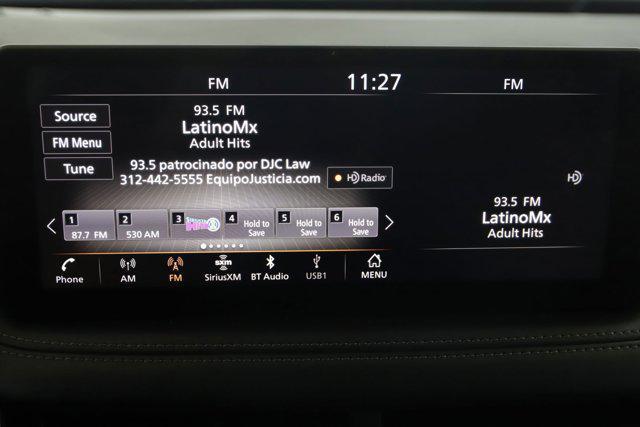 FM 11:27 FM
Source
FM Menu
Tune
93.5 FM
LatinoMx
Adult Hits
93.5 patrocinado por DJC Law
312-442-5555 EquipoJusticia.com
HD Radio
HD
93.5 FM
LatinoMx
Adult Hits
1 2 3 4 5 6
87.7 FM
530 AM
Hold to
Save
Hold to
Save
Hold to
Save
Phone
AM
FM
sxm
SiriusXM
BT Audio
USB1
MENU